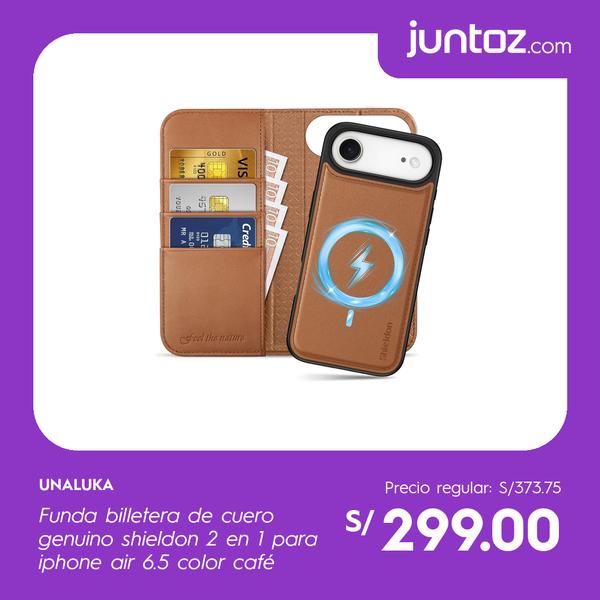 juntoz.com
GOLD
VISA
Feel the nature
Shieldon
UNALUKA
Funda billetera de cuero
genuino shieldon 2 en 1 para
iphone air 6.5 color café
Precio regular: S/373.75
S/ 299.00